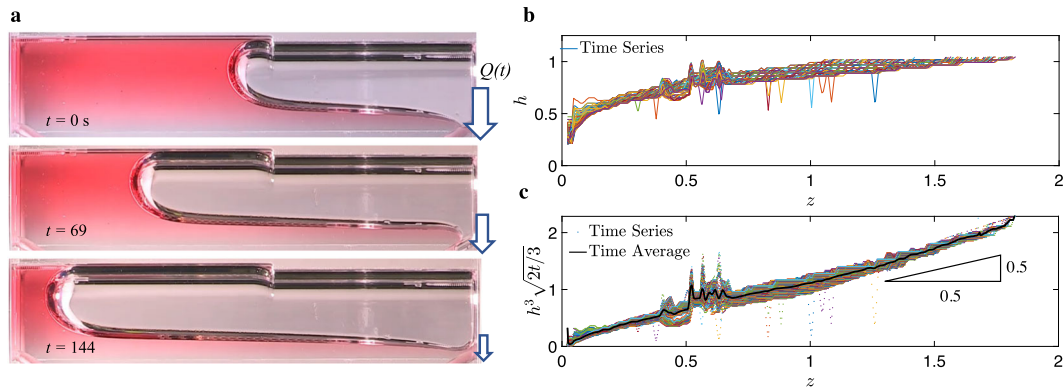 a
Q(t)
t = 0 s
t = 69
t = 144
b
Time Series
h
1
0.5
0
0
0.5
1
1.5
2
z
c
Time Series
Time Average
h³√2t/3
2
1
0
0.5
0.5
0
0.5
1
1.5
2
z